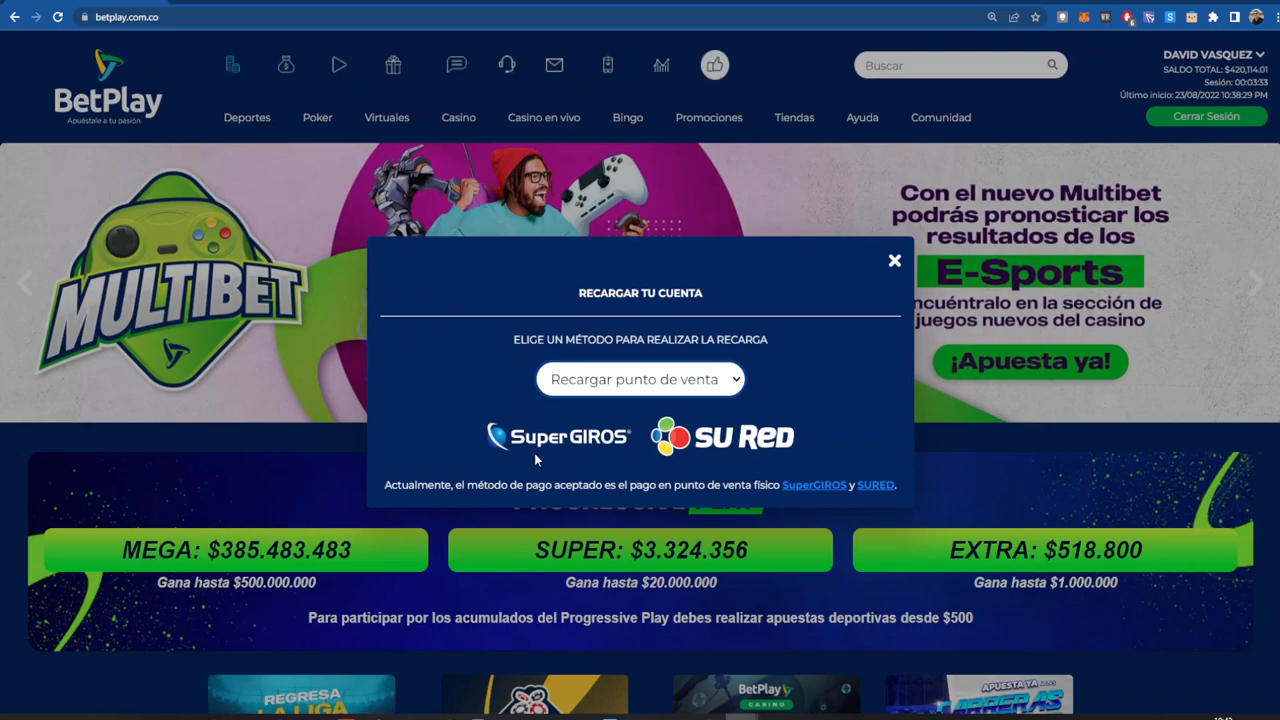 betplay.com.co
BetPlay
Apuéstale a tu pasión
Buscar
DAVID VASQUEZ
SALDO TOTAL: $420,114.01
Sesión: 00:03:33
Último inicio: 23/08/2022 10:38:29 PM
Cerrar Sesión
Deportes
Poker
Virtuales
Casino
Casino en vivo
Bingo
Promociones
Tiendas
Ayuda
Comunidad
MULTIBET
Con el nuevo Multibet
podrás pronosticar los
resultados de los
E-Sports
ncuéntralo en la sección de
juegos nuevos del casino
¡Apuesta ya!
RECARGAR TU CUENTA
ELIGE UN MÉTODO PARA REALIZAR LA RECARGA
Recargar punto de venta
SuperGIROS
SU RED
Actualmente, el método de pago aceptado es el pago en punto de venta físico SuperGIROS y SURED.
MEGA: $385.483.483
SUPER: $3.324.356
EXTRA: $518.800
Gana hasta $500.000.000
Gana hasta $20.000.000
Gana hasta $1.000.000
Para participar por los acumulados del Progressive Play debes realizar apuestas deportivas desde $500
REGRESA
LA LIGA
BetPlay
CASINO
APUESTA YA
CARRERAS